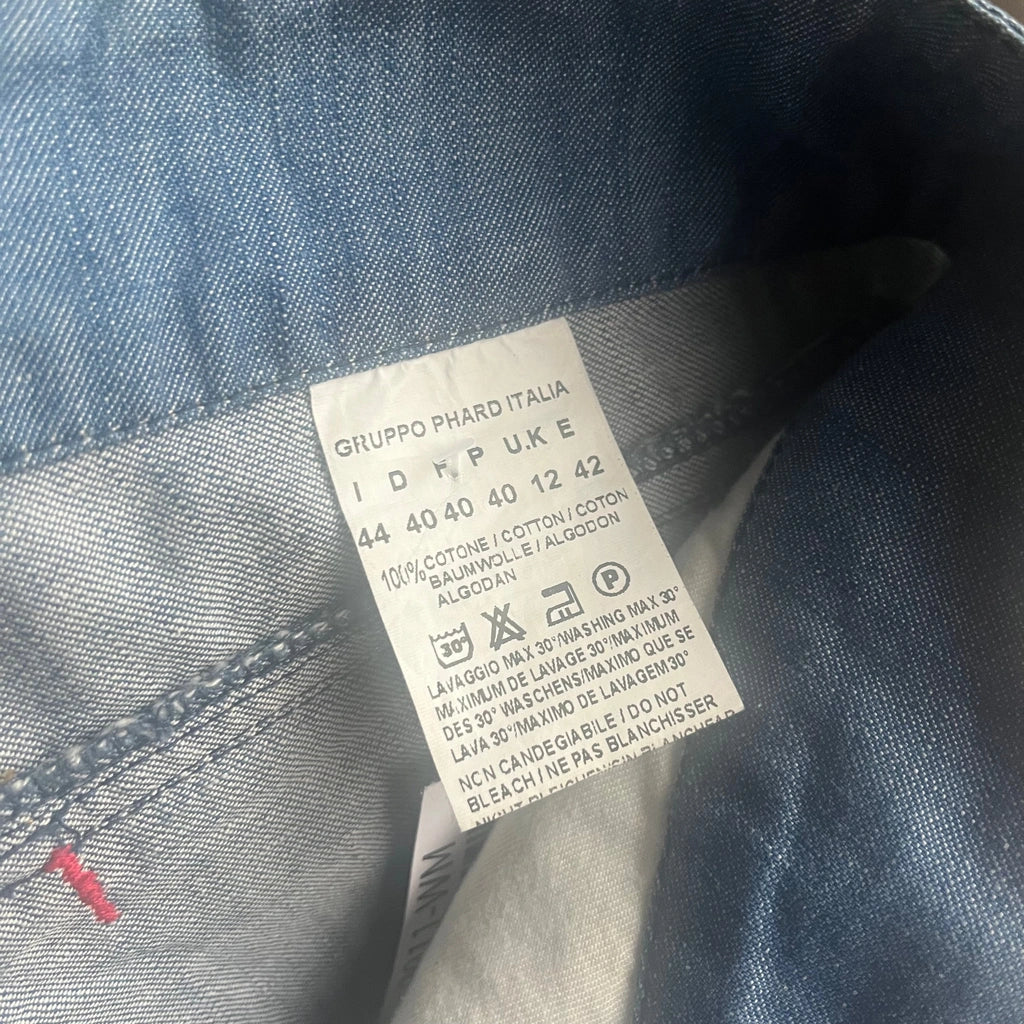 GRUPPO PHARD ITALIA
I D F P U.K E
44 40 40 40 12 42
100% COTONE / COTTON / COTON
BAUMWOLLE / ALGODON
ALGODAN
30° P
LAVAGGIO MAX 30°/WASHING MAX 30°
MAXIMUM DE LAVAGE 30°/MAXIMUM
DES 30° WASCHENS/MAXIMO QUE SE
LAVA 30°/MAXIMO DE LAVAGEM 30°
NON CANDEGIABILE / DO NOT
BLEACH / NE PAS BLANCHISSER